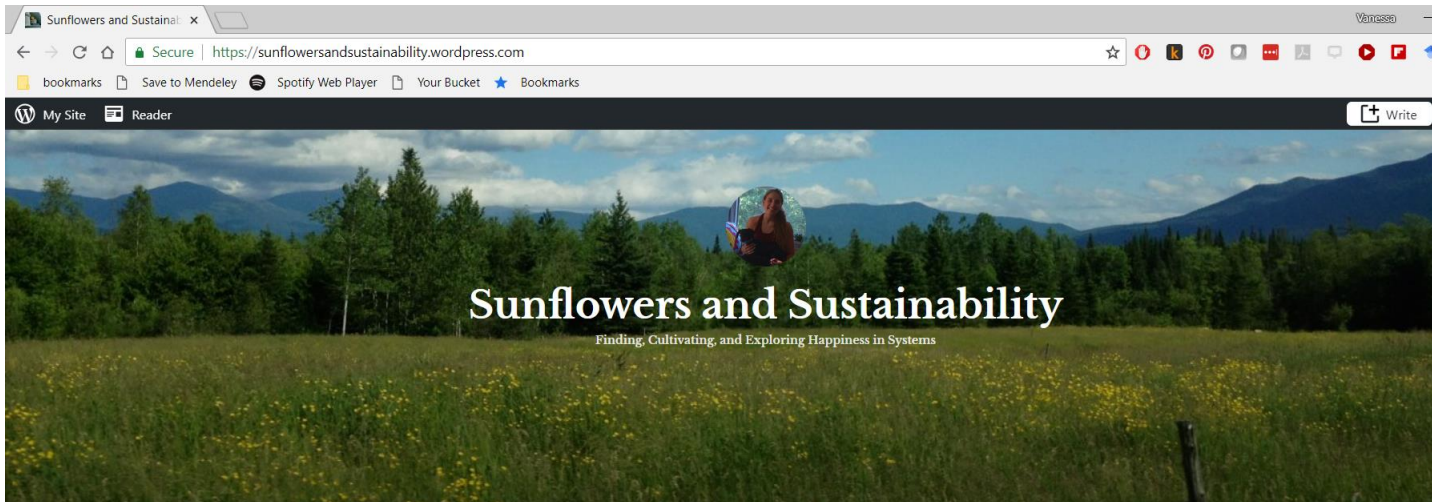 Sunflowers and Sustainab
Vanessa
Secure https://sunflowersandsustainability.wordpress.com
bookmarks Save to Mendeley Spotify Web Player Your Bucket Bookmarks
My Site Reader Write
Sunflowers and Sustainability
Finding, Cultivating, and Exploring Happiness in Systems